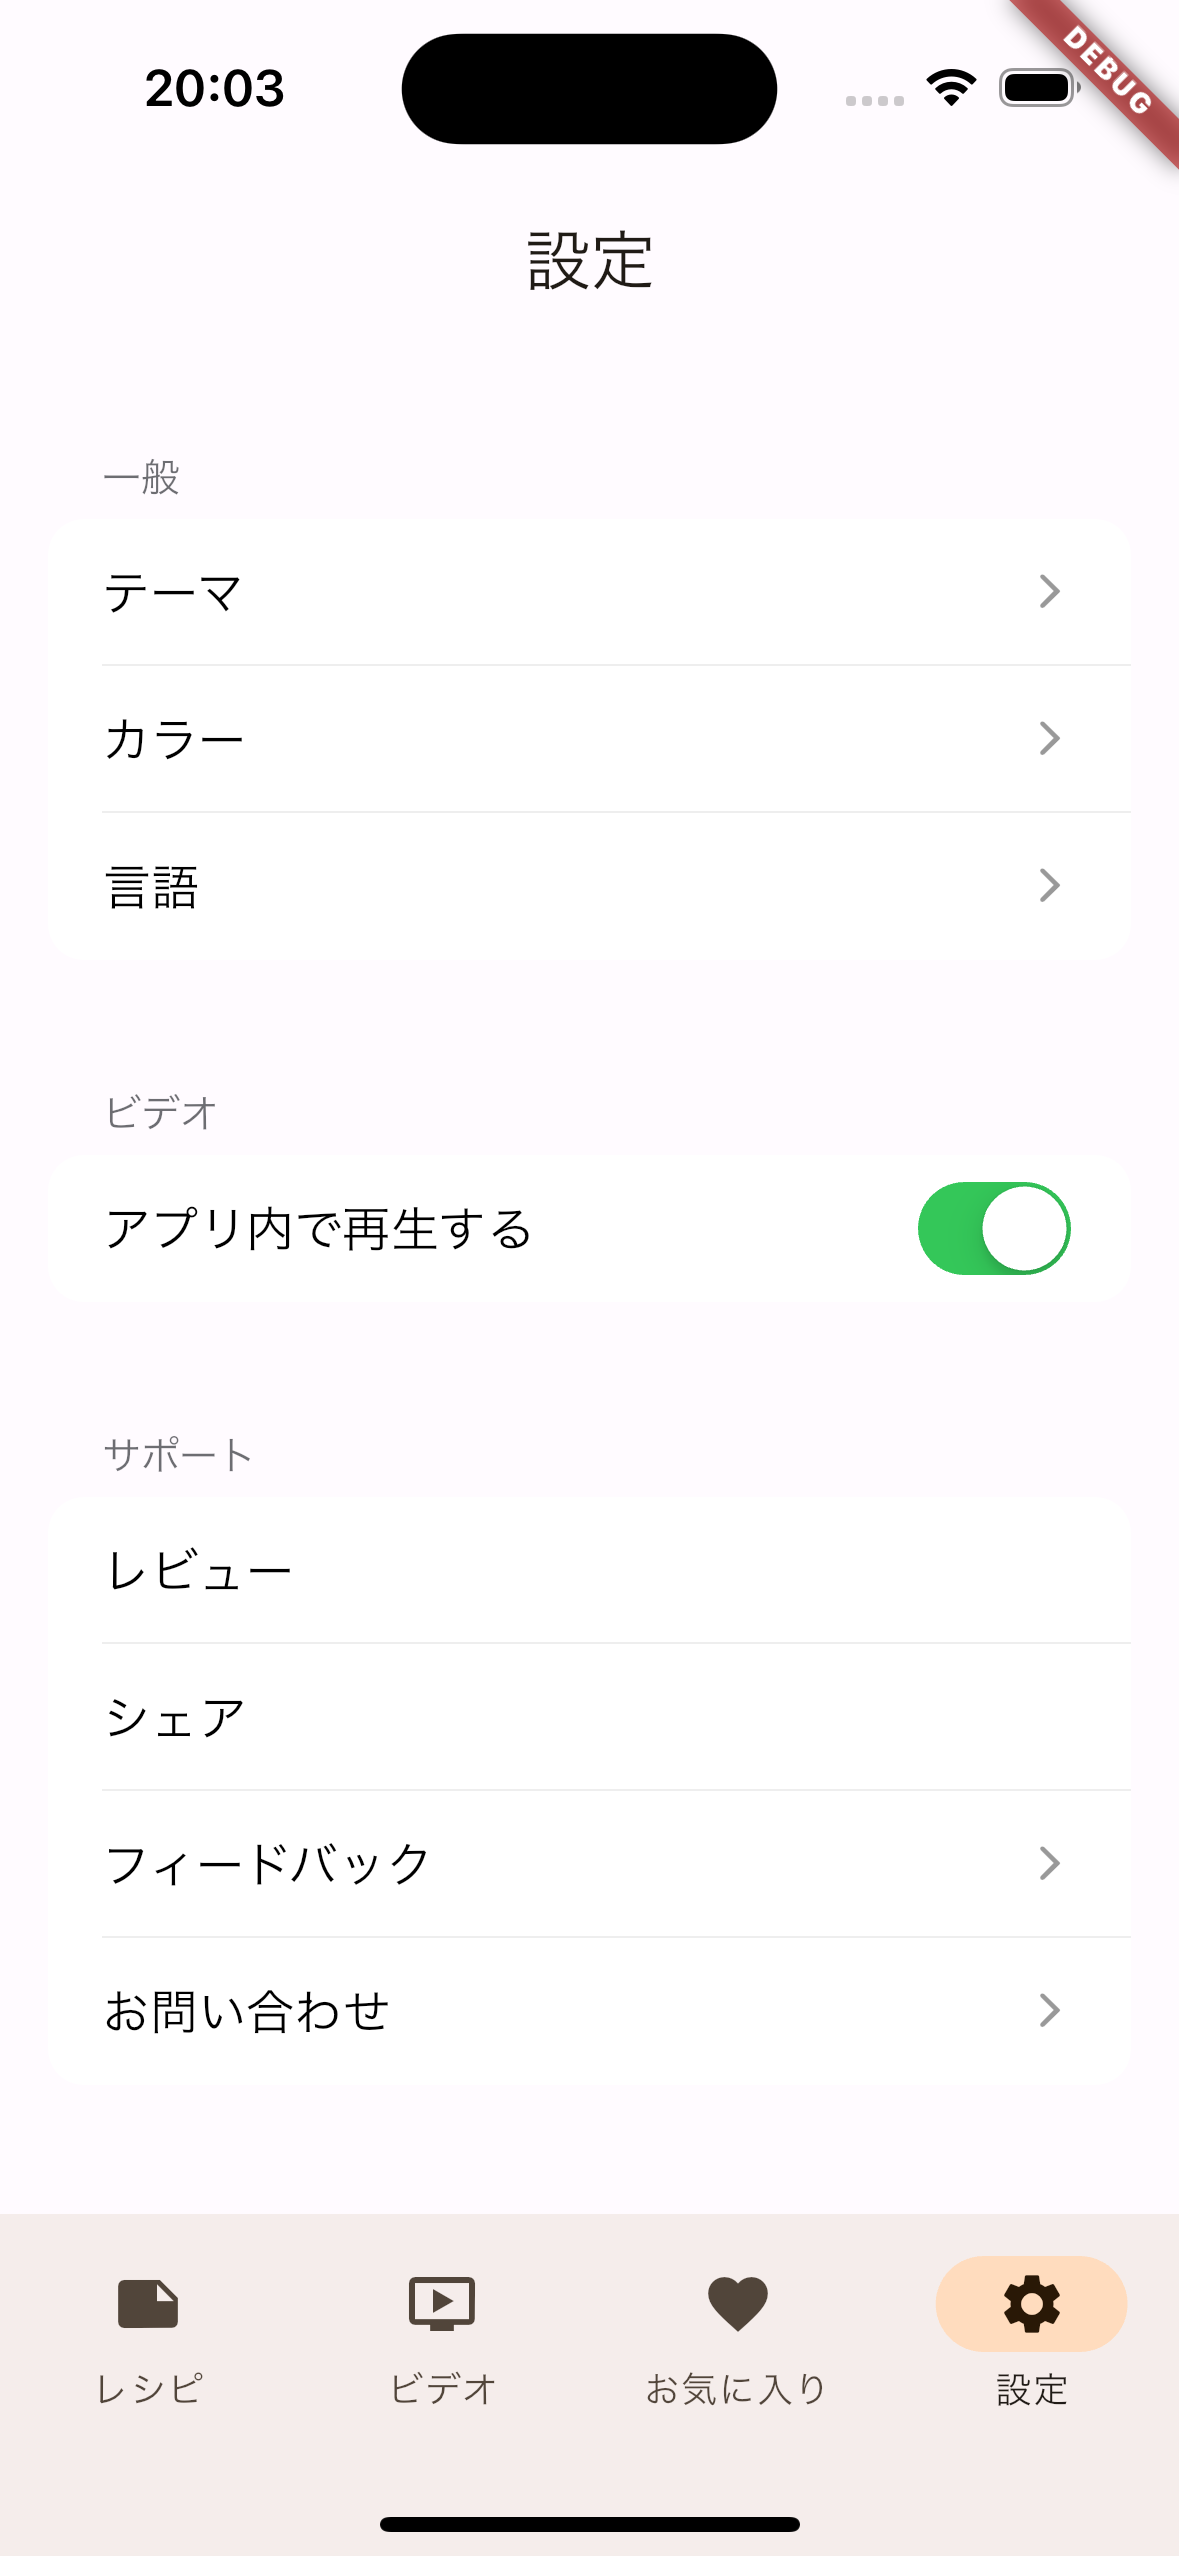 20:03
DEBUG
設定
一般
テーマ
カラー
言語
ビデオ
アプリ内で再生する
サポート
レビュー
シェア
フィードバック
お問い合わせ
レシピ
ビデオ
お気に入り
設定